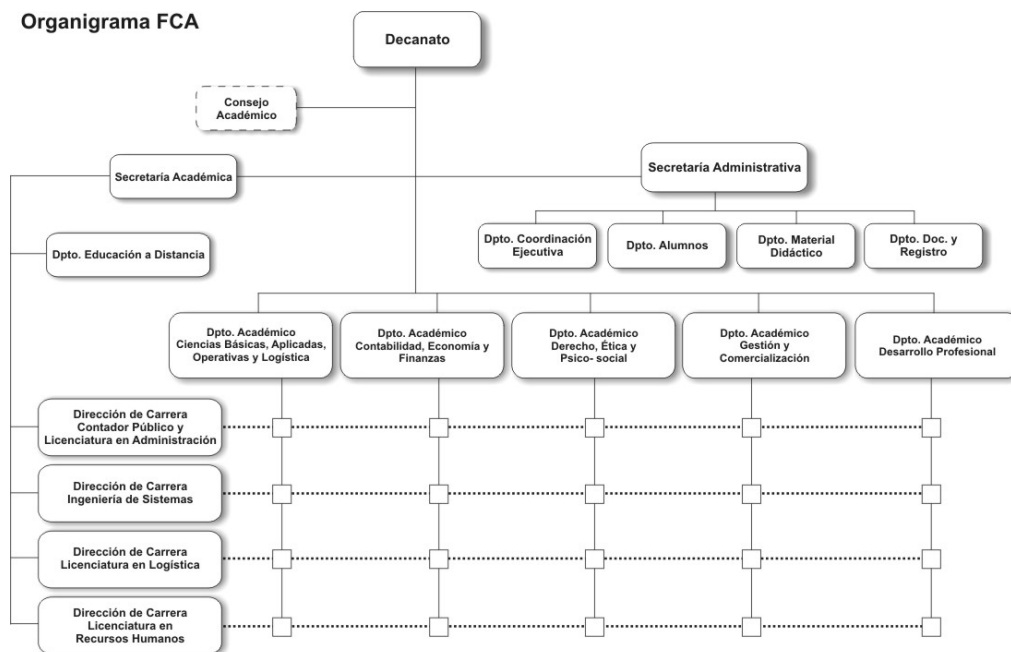 Organigrama FCA
Decanato
Consejo
Académico
Secretaría Académica
Secretaría Administrativa
Dpto. Coordinación
Ejecutiva
Dpto. Alumnos
Dpto. Material
Didáctico
Dpto. Doc. y
Registro
Dpto. Educación a Distancia
Dpto. Académico
Ciencias Básicas, Aplicadas,
Operativas y Logística
Dpto. Académico
Contabilidad, Economía y
Finanzas
Dpto. Académico
Derecho, Ética y
Psico- social
Dpto. Académico
Gestión y
Comercialización
Dpto. Académico
Desarrollo Profesional
Dirección de Carrera
Contador Público y
Licenciatura en Administración
Dirección de Carrera
Ingeniería de Sistemas
Dirección de Carrera
Licenciatura en Logística
Dirección de Carrera
Licenciatura en
Recursos Humanos